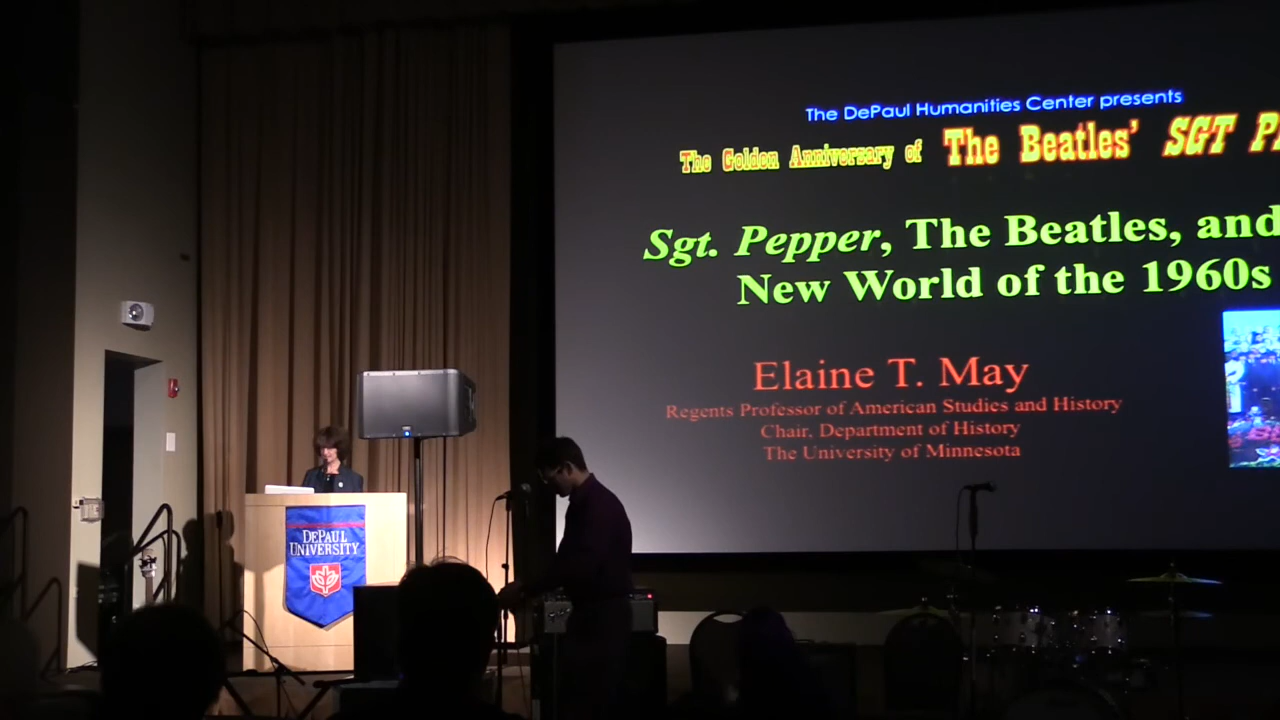 The DePaul Humanities Center presents
The Golden Anniversary of The Beatles' SGT
Sgt. Pepper, The Beatles, and
New World of the 1960s
Elaine T. May
Regents Professor of American Studies and History
Chair, Department of History
The University of Minnesota
DEPAUL
UNIVERSITY